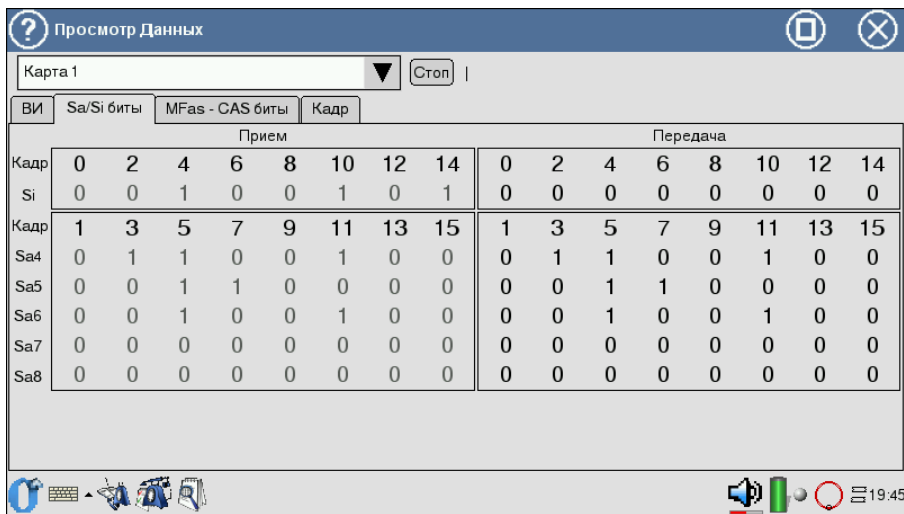 Просмотр Данных
Карта 1
Стоп |
ВИ Sa/Si биты MFas - CAS биты Кадр
Прием Передача
Кадр 0 2 4 6 8 10 12 14 0 2 4 6 8 10 12 14
Si 0 0 1 0 0 1 0 1 0 0 0 0 0 0 0 0
Кадр 1 3 5 7 9 11 13 15 1 3 5 7 9 11 13 15
Sa4 0 1 1 0 0 1 0 0 0 1 1 0 0 1 0 0
Sa5 0 0 1 1 0 0 0 0 0 0 1 1 0 0 0 0
Sa6 0 0 1 0 0 1 0 0 0 0 1 0 0 1 0 0
Sa7 0 0 0 0 0 0 0 0 0 0 0 0 0 0 0 0
Sa8 0 0 0 0 0 0 0 0 0 0 0 0 0 0 0 0
19:45